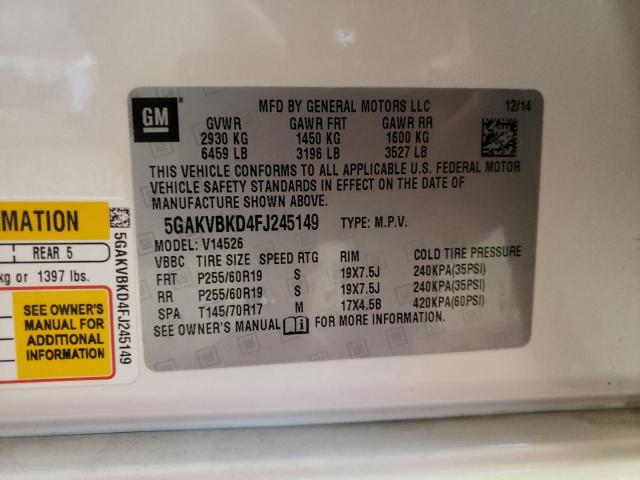 GM
MFD BY GENERAL MOTORS LLC 12/14
GVWR GAWR FRT GAWR RR
2930 KG 1450 KG 1600 KG
6459 LB 3196 LB 3527 LB
THIS VEHICLE CONFORMS TO ALL APPLICABLE U.S. FEDERAL MOTOR
VEHICLE SAFETY STANDARDS IN EFFECT ON THE DATE OF
MANUFACTURE SHOWN ABOVE.
5GAKVBKD4FJ245149 TYPE: M.P.V.
MODEL: V14526
VBBC TIRE SIZE SPEED RTG RIM COLD TIRE PRESSURE
FRT P255/60R19 S 19X7.5J 240KPA(35PSI)
RR P255/60R19 S 19X7.5J 240KPA(35PSI)
SPA T145/70R17 M 17X4.5B 420KPA(60PSI)
SEE OWNER'S MANUAL FOR MORE INFORMATION.
MATION
REAR 5
kg or 1397 lbs.
SEE OWNER'S
MANUAL FOR
ADDITIONAL
INFORMATION
5GAKVBKD4FJ245149